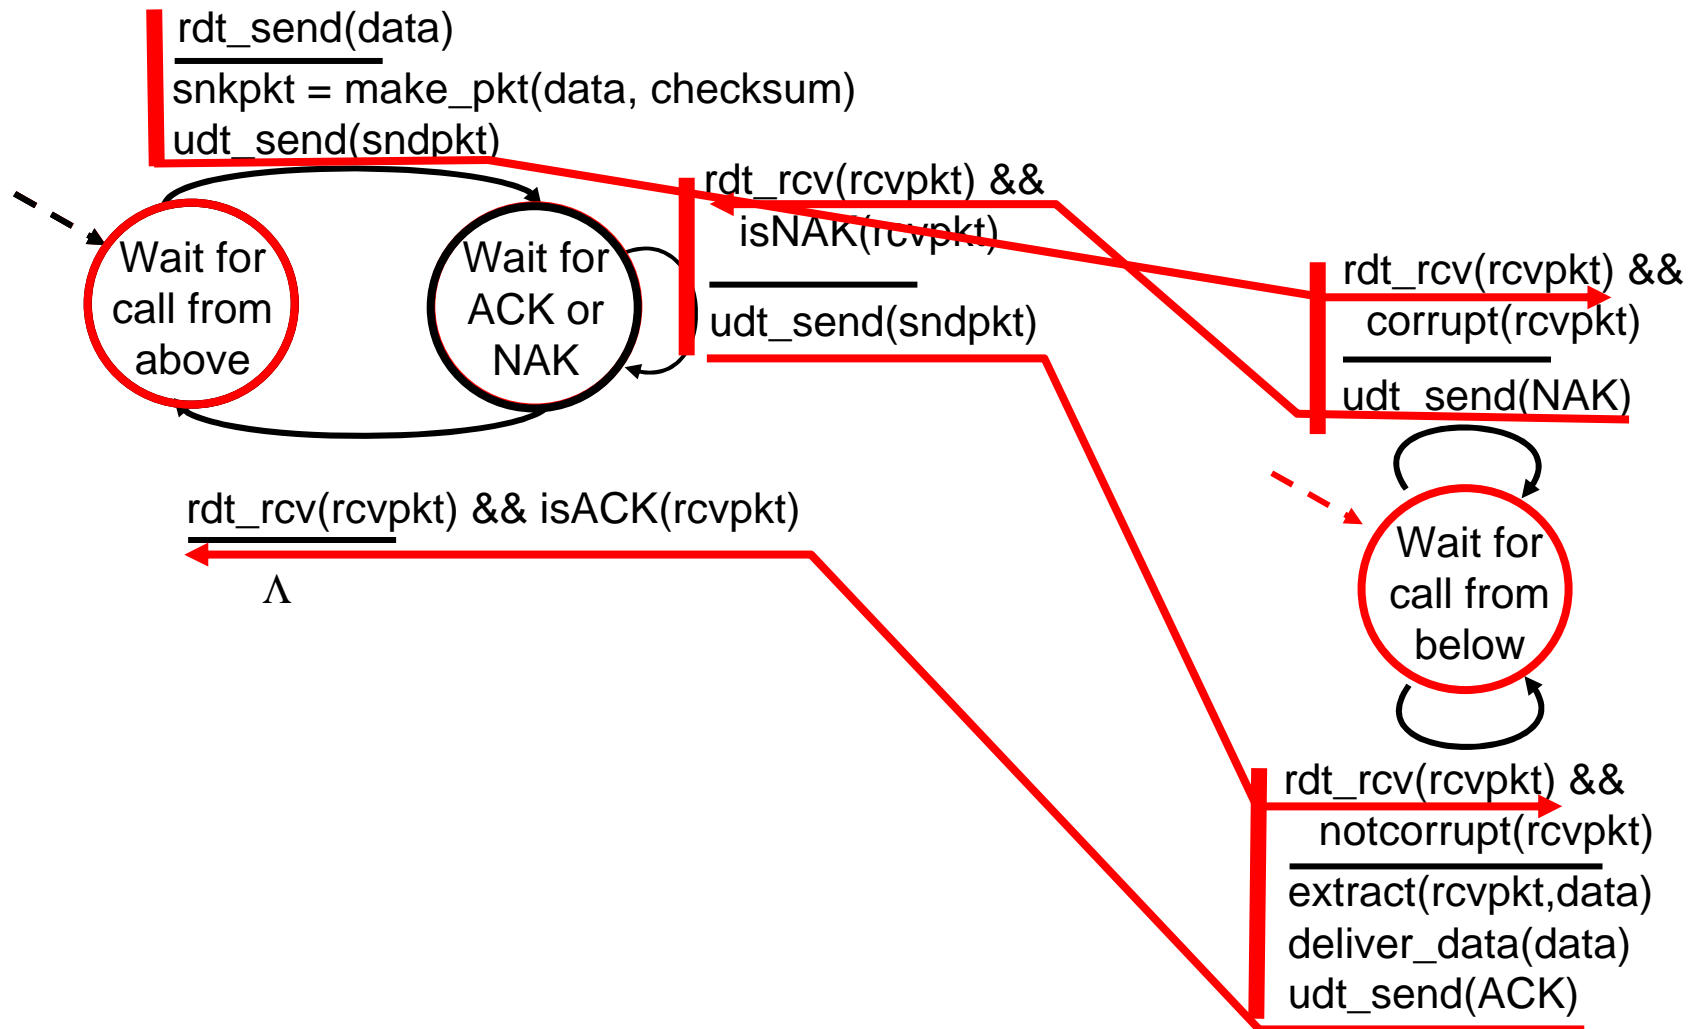 rdt_send(data)
snkpkt = make_pkt(data, checksum)
udt_send(sndpkt)
Wait for
call from
above
Wait for
ACK or
NAK
rdt_rcv(rcvpkt) &&
isNAK(rcvpkt)
udt_send(sndpkt)
rdt_rcv(rcvpkt) &&
corrupt(rcvpkt)
udt_send(NAK)
rdt_rcv(rcvpkt) && isACK(rcvpkt)
Λ
Wait for
call from
below
rdt_rcv(rcvpkt) &&
notcorrupt(rcvpkt)
extract(rcvpkt,data)
deliver_data(data)
udt_send(ACK)